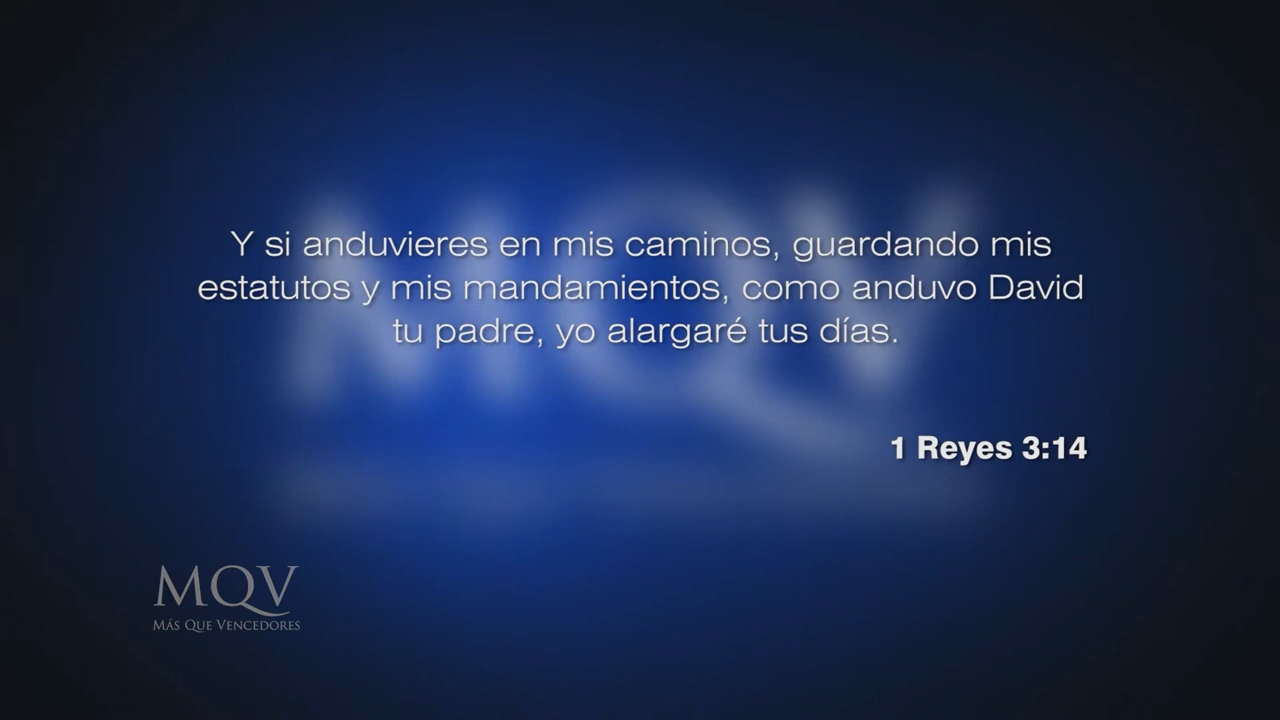 Y si anduvieres en mis caminos, guardando mis
estatutos y mis mandamientos, como anduvo David
tu padre, yo alargaré tus días.
1 Reyes 3:14
MQV
MÁS QUE VENCEDORES